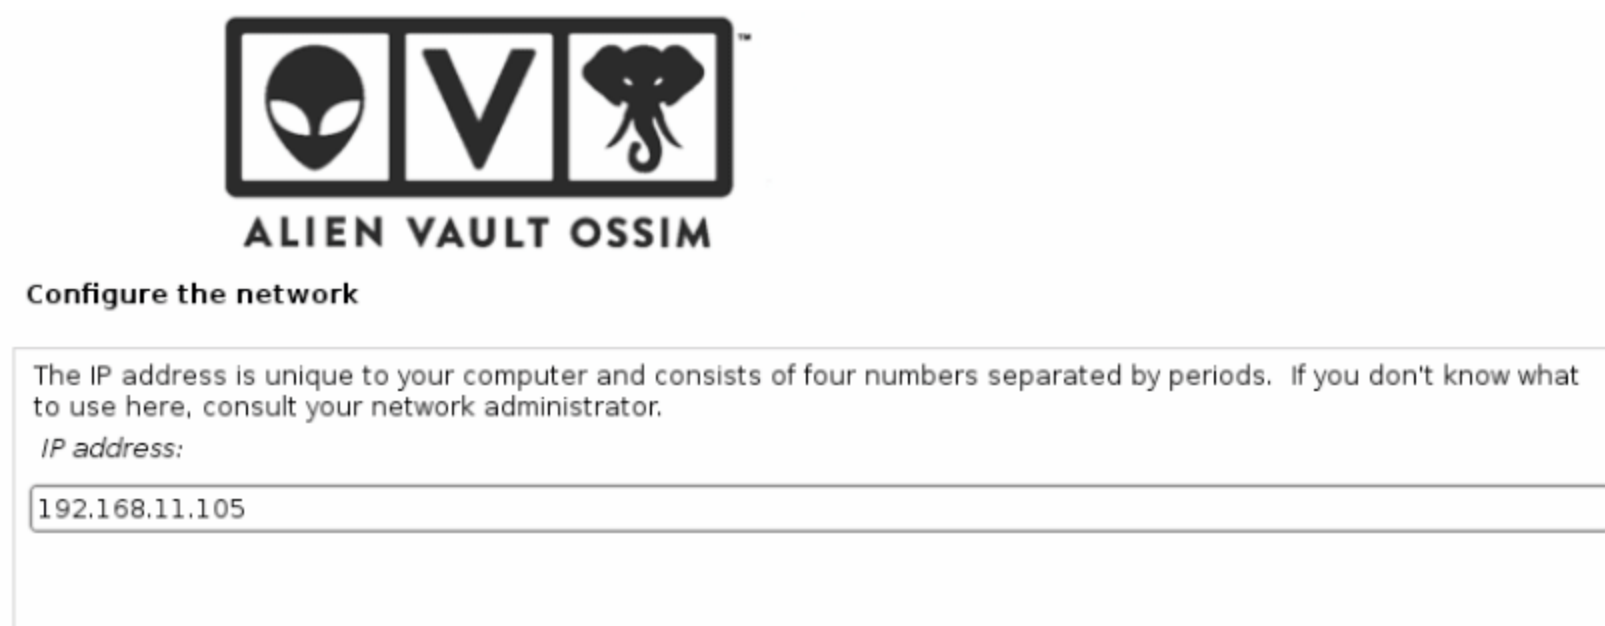 V
™
ALIEN VAULT OSSIM
Configure the network
The IP address is unique to your computer and consists of four numbers separated by periods.  If you don't know what
to use here, consult your network administrator.
IP address:
192.168.11.105